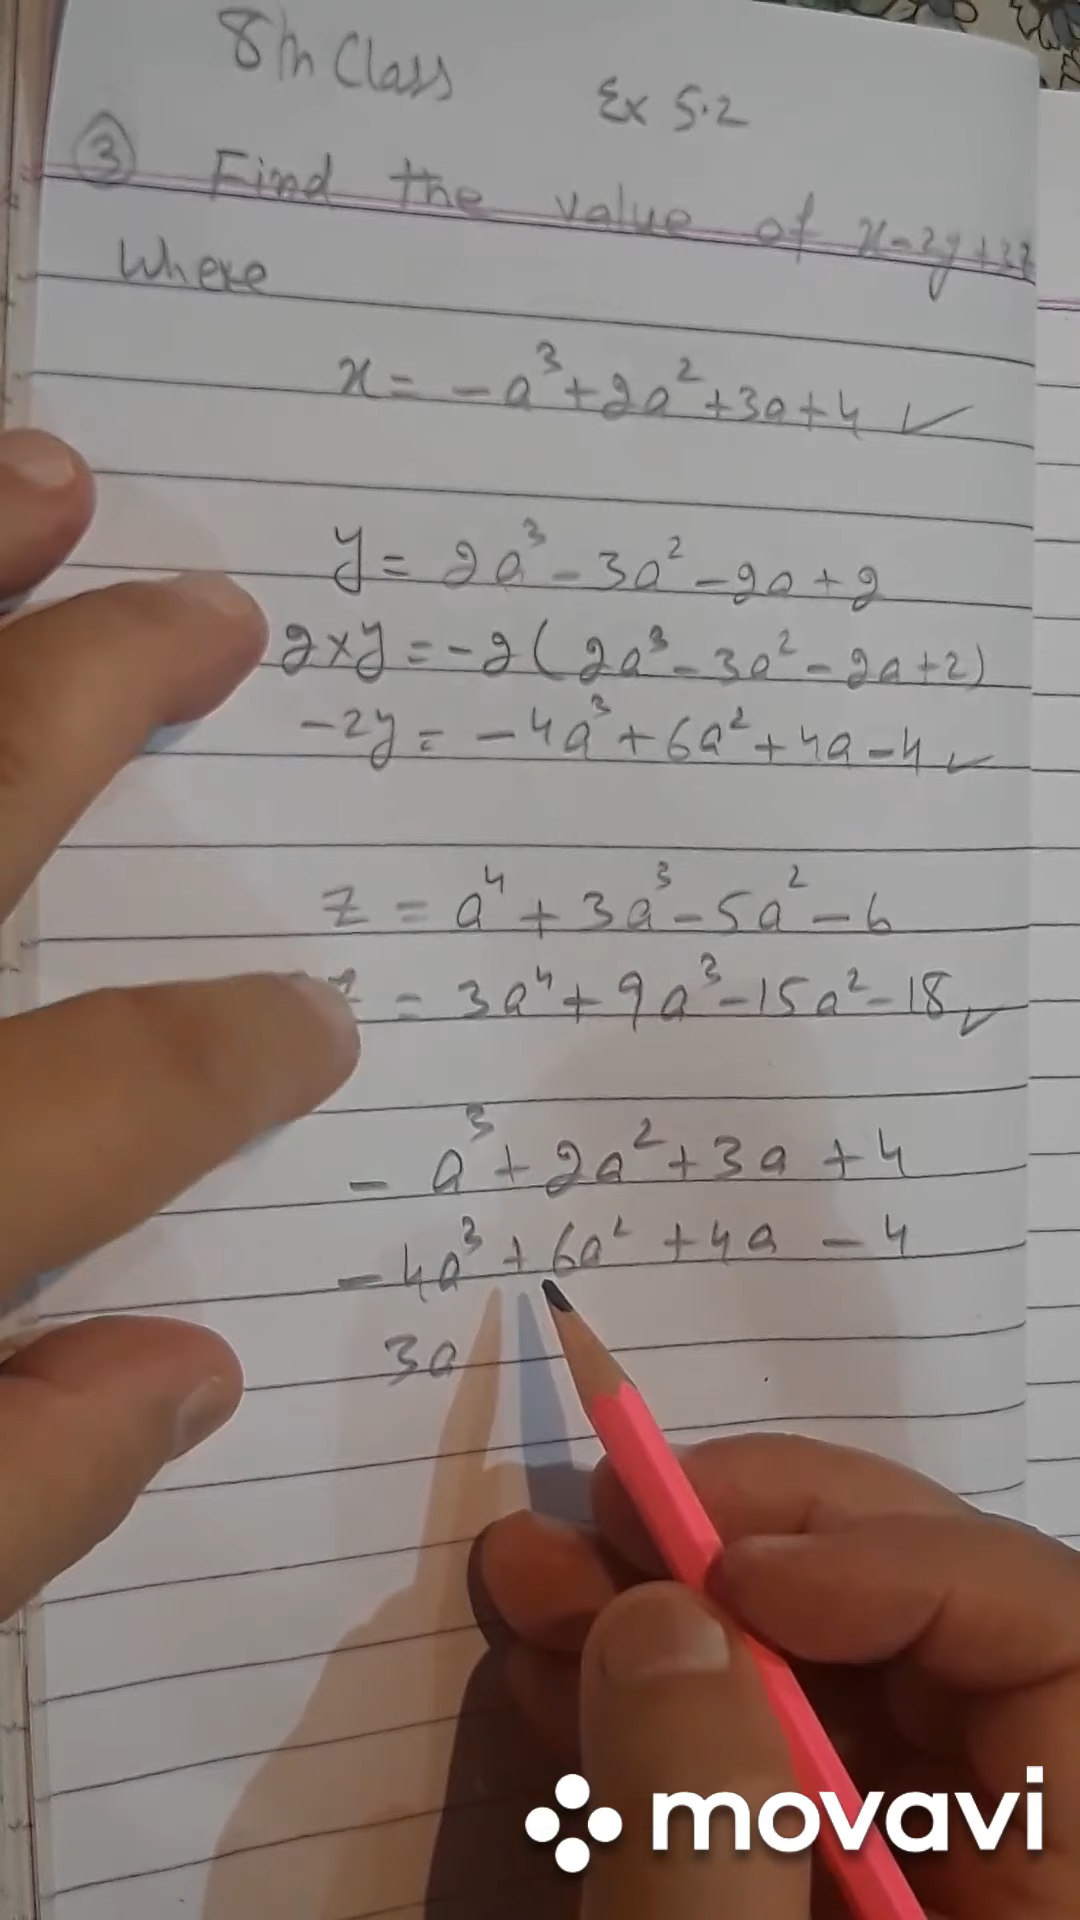 8th Class
Ex 5.2
③ Find the value of x-2y+3z
Where
x = -a³+2a²+3a+4 ✓
y = 2a³-3a²-2a+2
2xy = -2(2a³-3a²-2a+2)
-2y = -4a³+6a²+4a-4 ✓
z = a⁴+3a³-5a²-6
z = 3a⁴+9a³-15a²-18 ✓
-a³+2a²+3a+4
-4a³+6a²+4a-4
3a
movavi